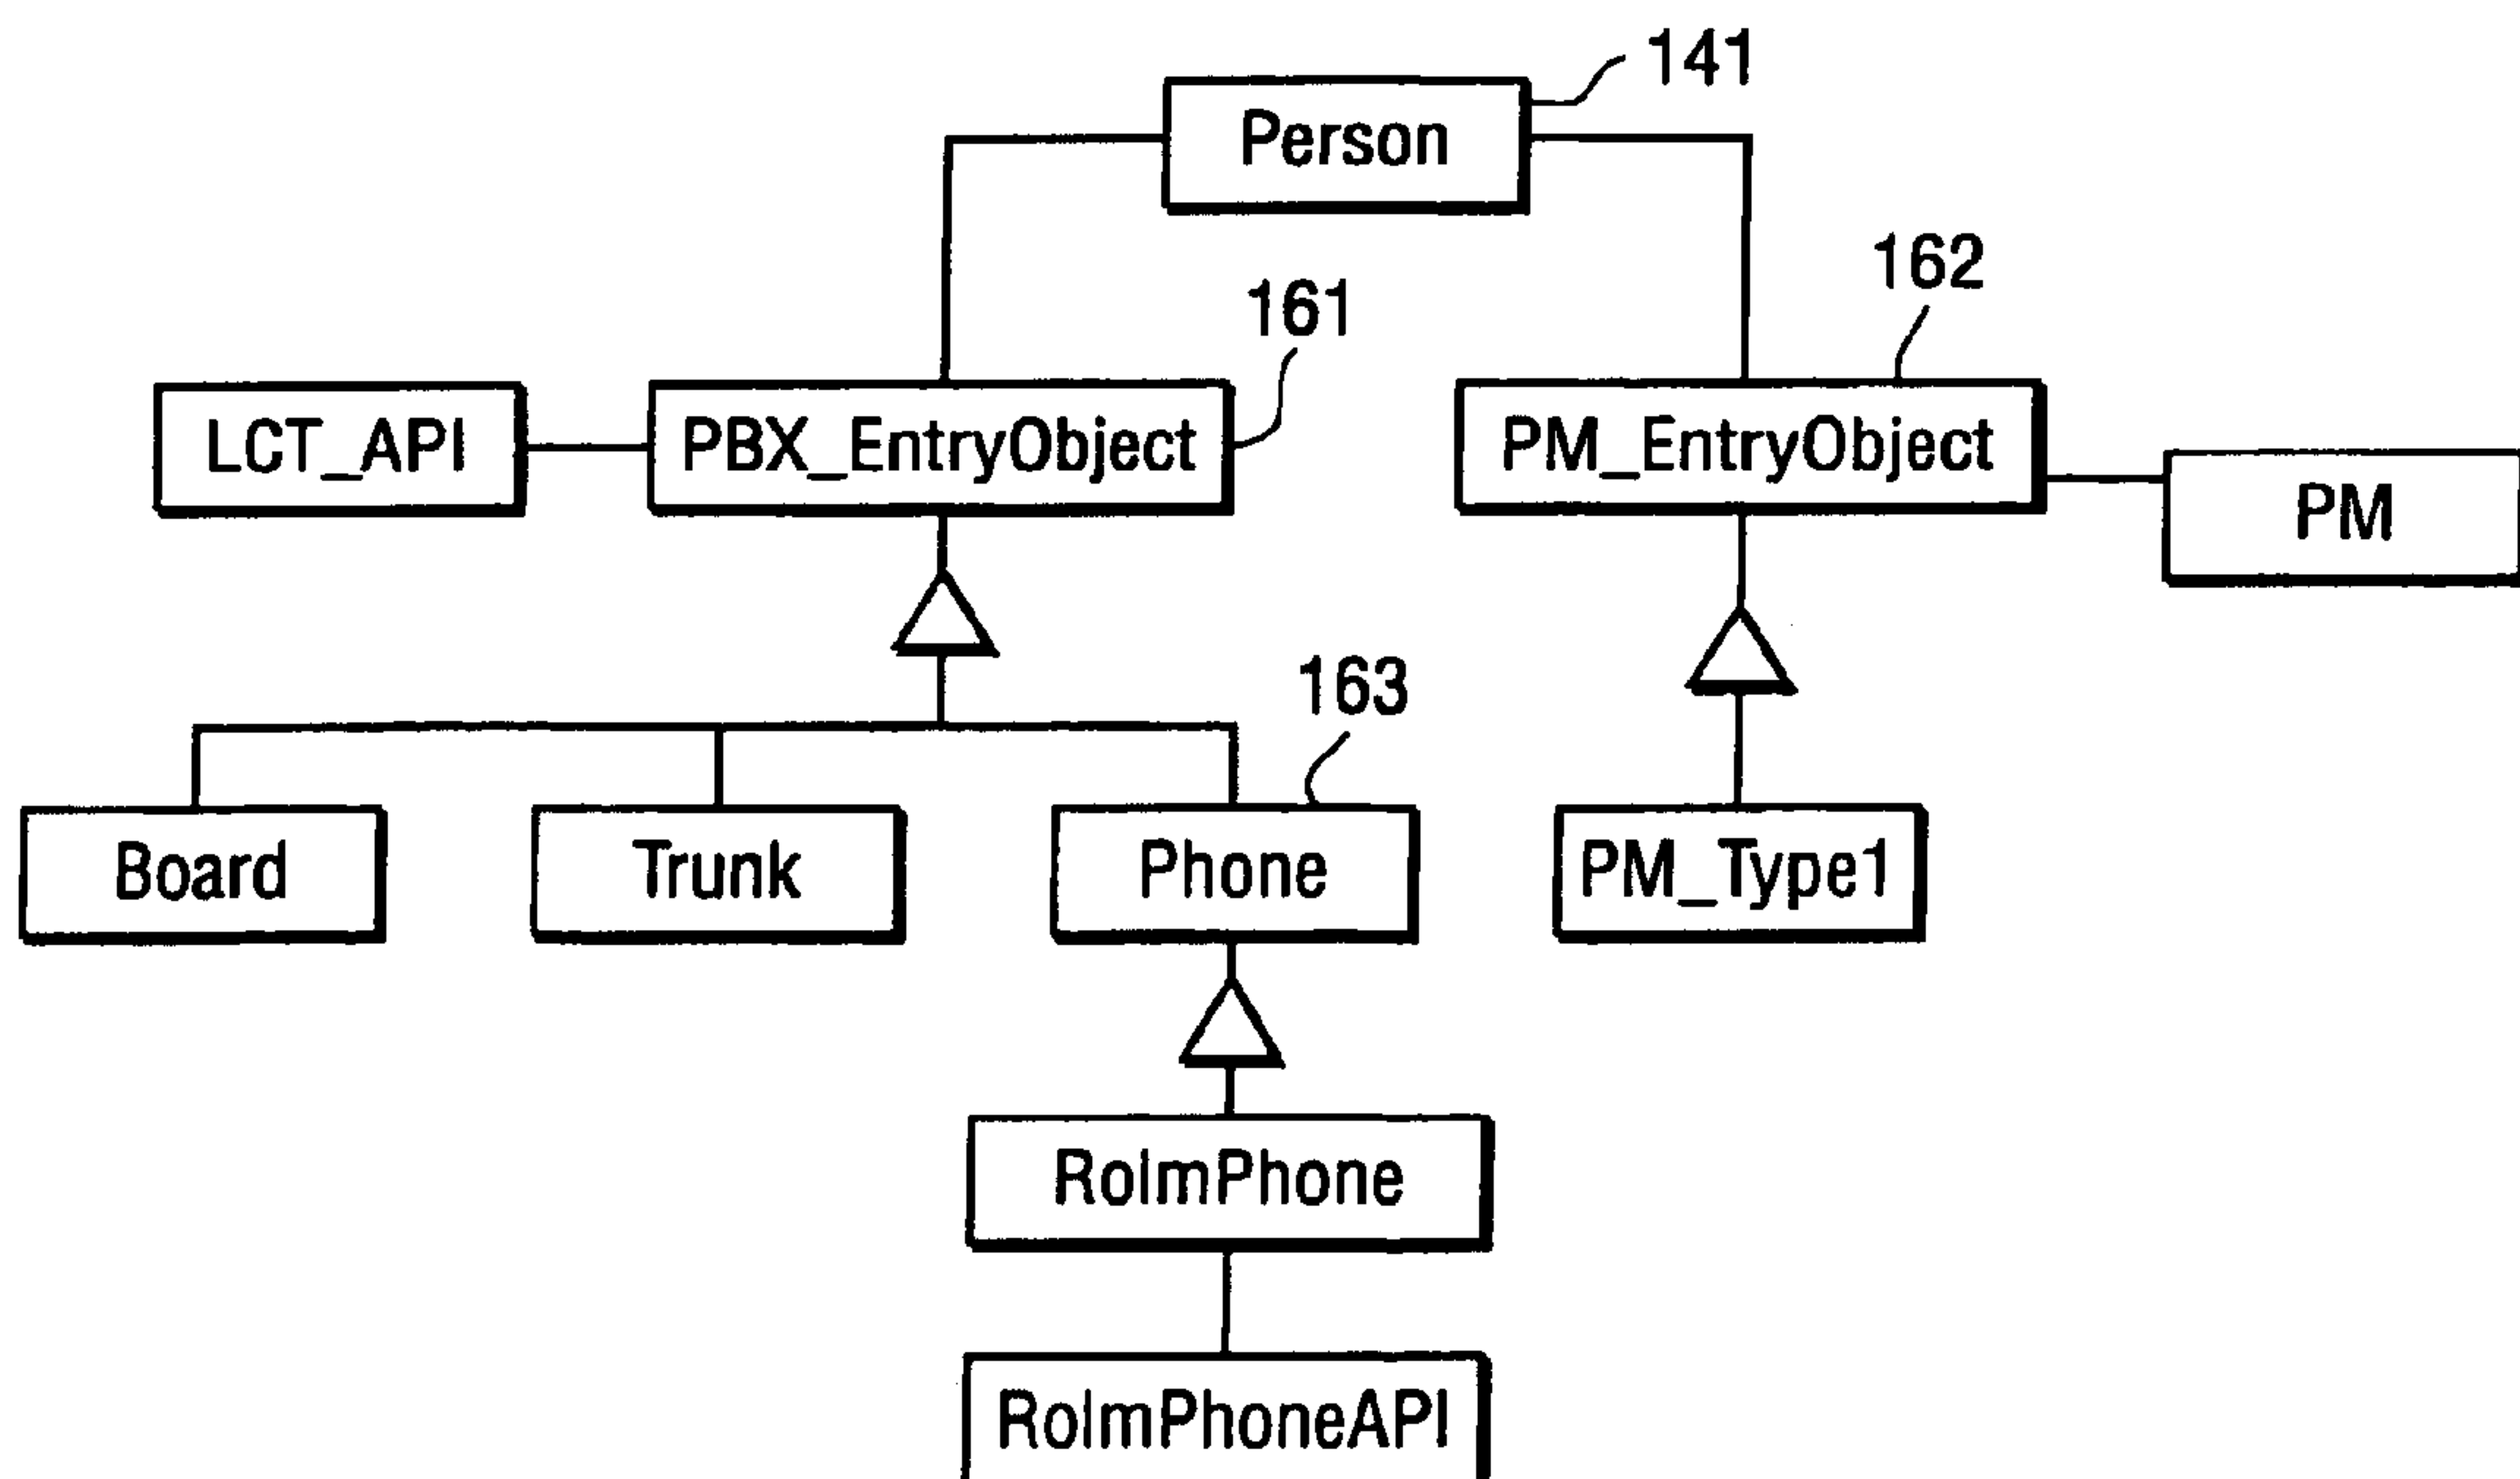 141
Person
162
161
LCT_API
PBX_EntryObject
PM_EntryObject
PM
163
Board
Trunk
Phone
PM_Type1
RolmPhone
RolmPhoneAPI